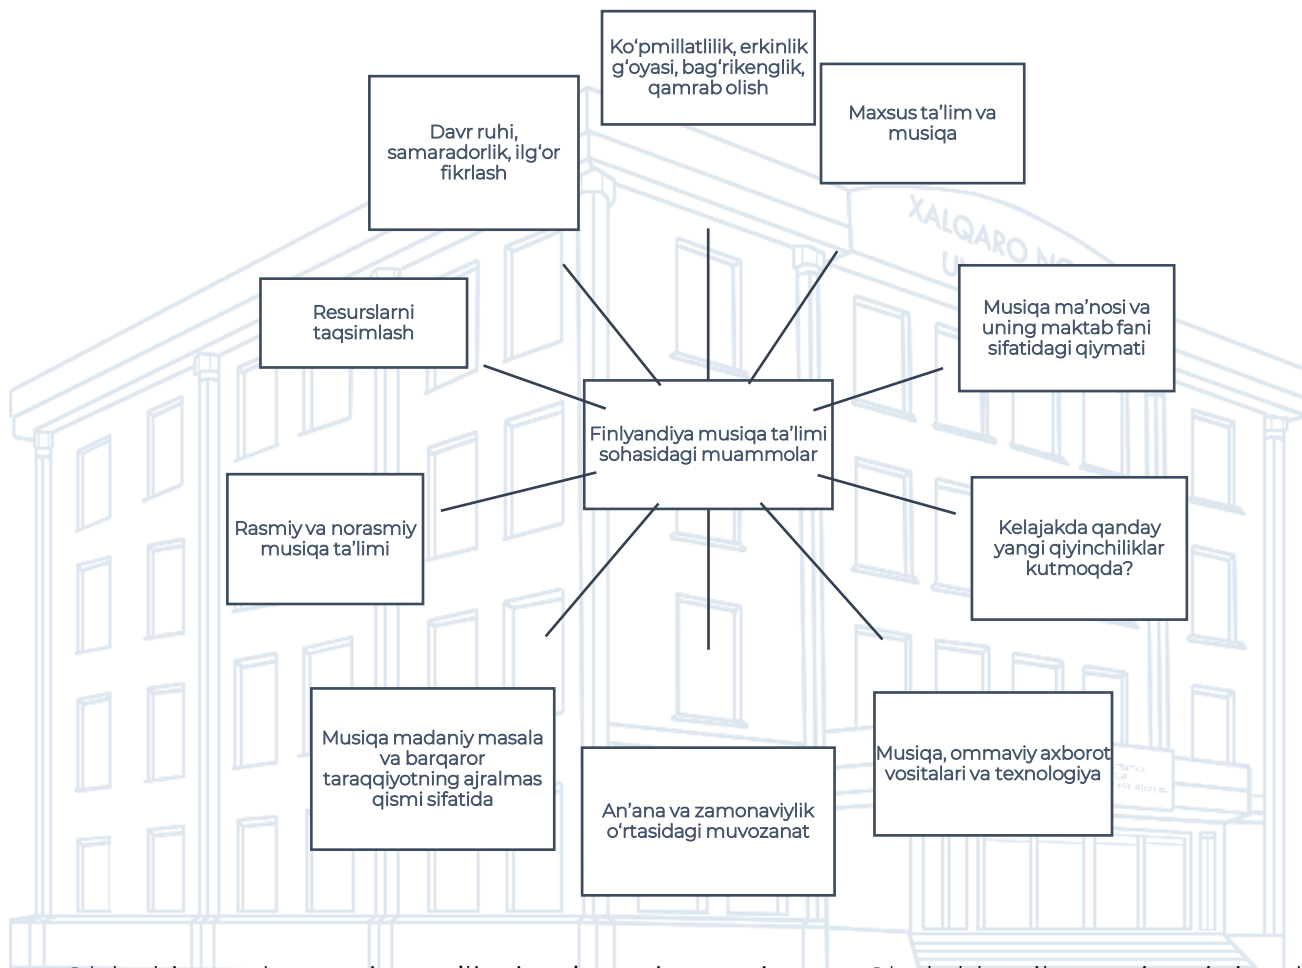 Ko‘pmillatlilik, erkinlik
g‘oyasi, bag‘rikenglik,
qamrab olish
Maxsus ta’lim va
musiqa
Davr ruhi,
samaradorlik, ilg‘or
fikrlash
XALQARO
Resurslarni
taqsimlash
Musiqa ma’nosi va
uning maktab fani
sifatidagi qiymati
Finlyandiya musiqa ta’limi
sohasidagi muammolar
Rasmiy va norasmiy
musiqa ta’limi
Kelajakda qanday
yangi qiyinchiliklar
kutmoqda?
Musiqa madaniy masala
va barqaror
taraqqiyotning ajralmas
qismi sifatida
Musiqa, ommaviy axborot
vositalari va texnologiya
An’ana va zamonaviylik
o‘rtasidagi muvozanat